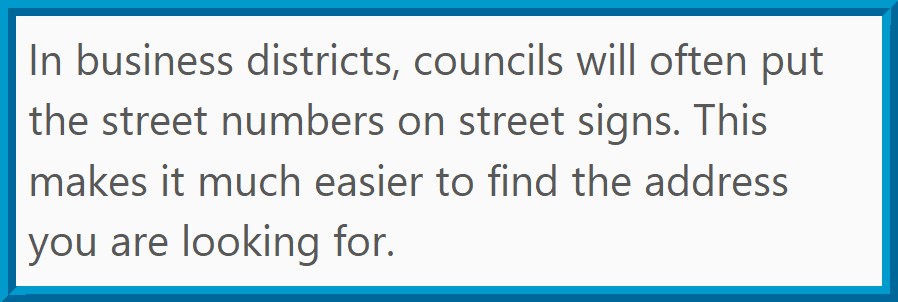 In business districts, councils will often put
the street numbers on street signs. This
makes it much easier to find the address
you are looking for.